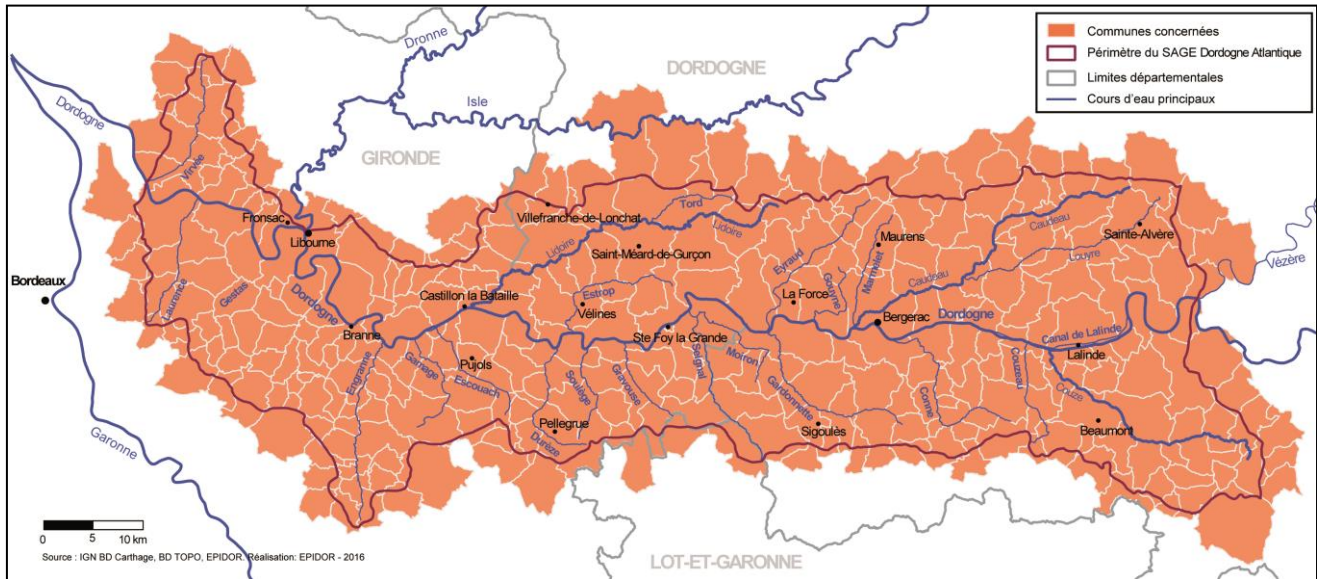 Communes concernées
Périmètre du SAGE Dordogne Atlantique
Limites départementales
Cours d'eau principaux
Dronne
DORDOGNE
Isle
Dordogne
GIRONDE
Vézère
Virvée
Fronsac
Libourne
Villefranche-de-Lonchat
Tord
Lidoire
Lidoire
Saint-Méard-de-Gurçon
Eyraud
Maurens
Marmelet
Gouyne
Caudeau
Caudeau
Louyre
Sainte-Alvère
Bordeaux
Laurence
Gestas
Dordogne
Branne
Castillon la Bataille
Estrop
Vélines
La Force
Ste Foy la Grande
Bergerac
Dordogne
Canal de Lalinde
Lalinde
Engranne
Gamage
Pujols
Escouach
Soulège
Gravouse
Seignal
Moiron
Gardonnette
Conne
Couzeau
Couze
Pellegrue
Durèze
Sigoulès
Beaumont
Garonne
LOT-ET-GARONNE
0 5 10 km
Source : IGN BD Carthage, BD TOPO, EPIDOR. Réalisation: EPIDOR - 2016